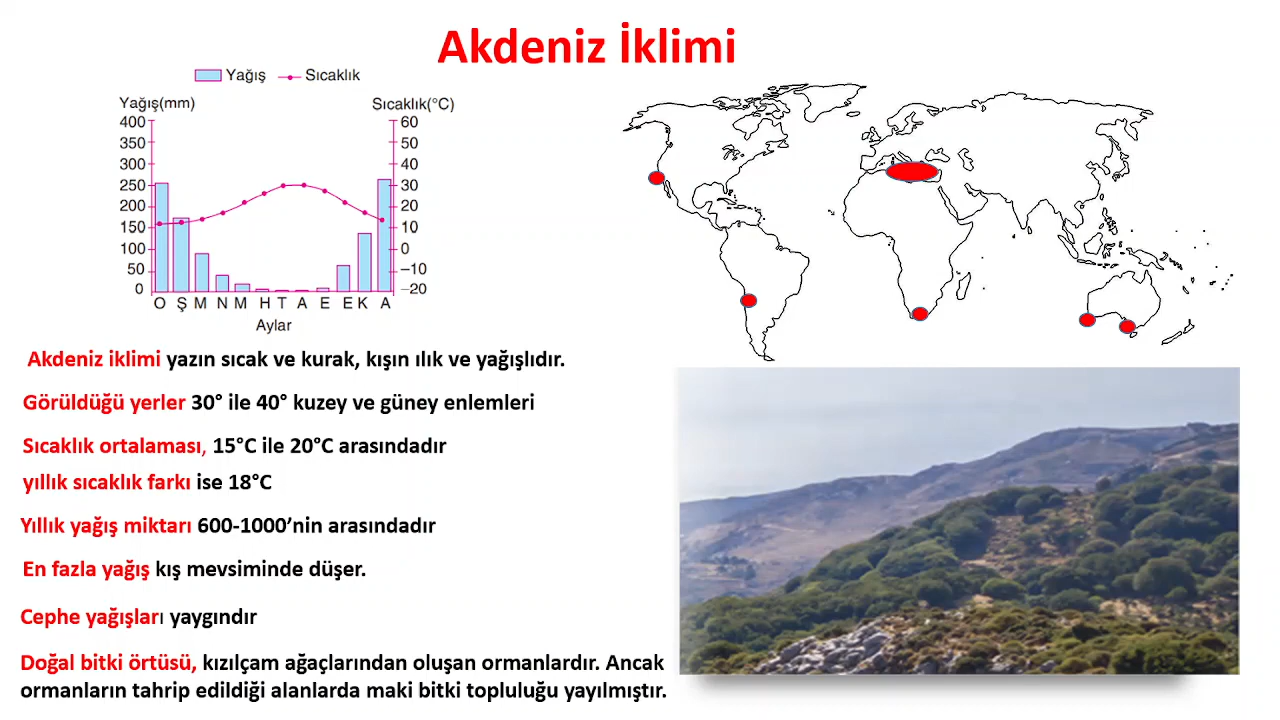 Akdeniz İklimi
Yağış Sıcaklık
Yağış(mm) Sıcaklık(°C)
400 60
350 50
300 40
250 30
200 20
150 10
100 0
50 –10
0 –20
O Ş M N M H T A E E K A
Aylar
Akdeniz iklimi yazın sıcak ve kurak, kışın ılık ve yağışlıdır.
Görüldüğü yerler 30° ile 40° kuzey ve güney enlemleri
Sıcaklık ortalaması, 15°C ile 20°C arasındadır
yıllık sıcaklık farkı ise 18°C
Yıllık yağış miktarı 600-1000’nin arasındadır
En fazla yağış kış mevsiminde düşer.
Cephe yağışları yaygındır
Doğal bitki örtüsü, kızılçam ağaçlarından oluşan ormanlardır. Ancak
ormanların tahrip edildiği alanlarda maki bitki topluluğu yayılmıştır.